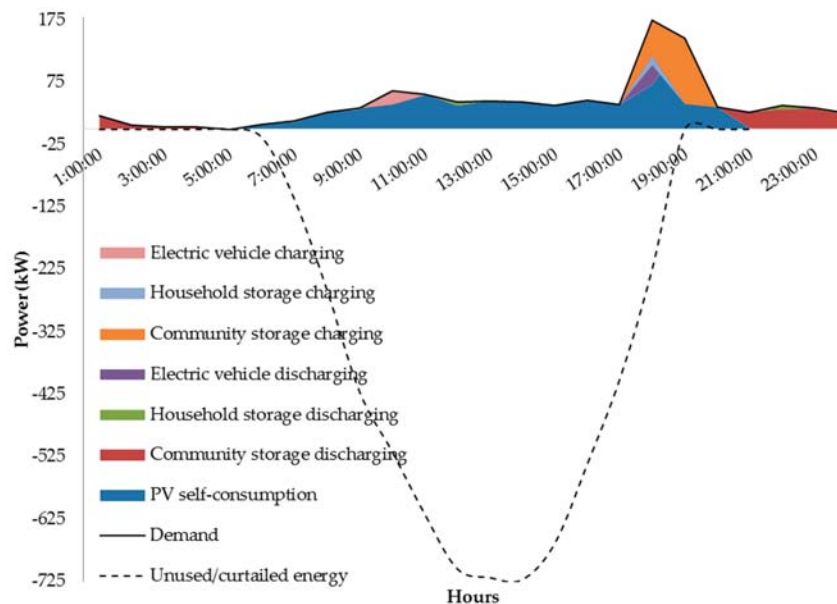 175
75
-25
-125
-225
-325
-425
-525
-625
-725
Power(kW)
1:00:00
3:00:00
5:00:00
7:00:00
9:00:00
11:00:00
13:00:00
15:00:00
17:00:00
19:00:00
21:00:00
23:00:00
Electric vehicle charging
Household storage charging
Community storage charging
Electric vehicle discharging
Household storage discharging
Community storage discharging
PV self-consumption
Demand
Unused/curtailed energy
Hours